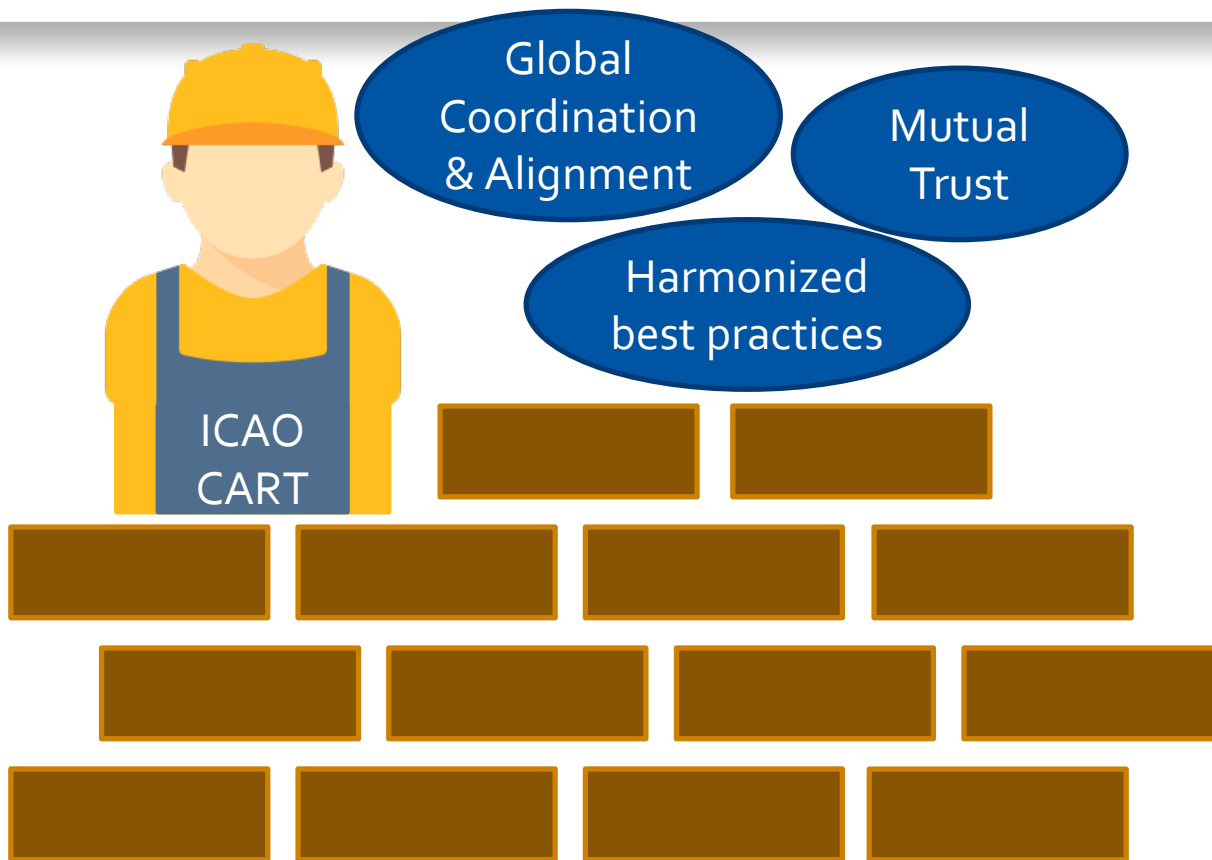 Global
Coordination
& Alignment
Mutual
Trust
Harmonized
best practices
ICAO
CART